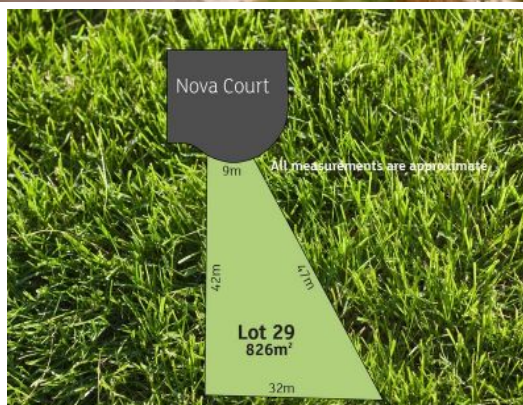 Nova Court
All measurements are approximate
9m
42m
47m
Lot 29
826m²
32m